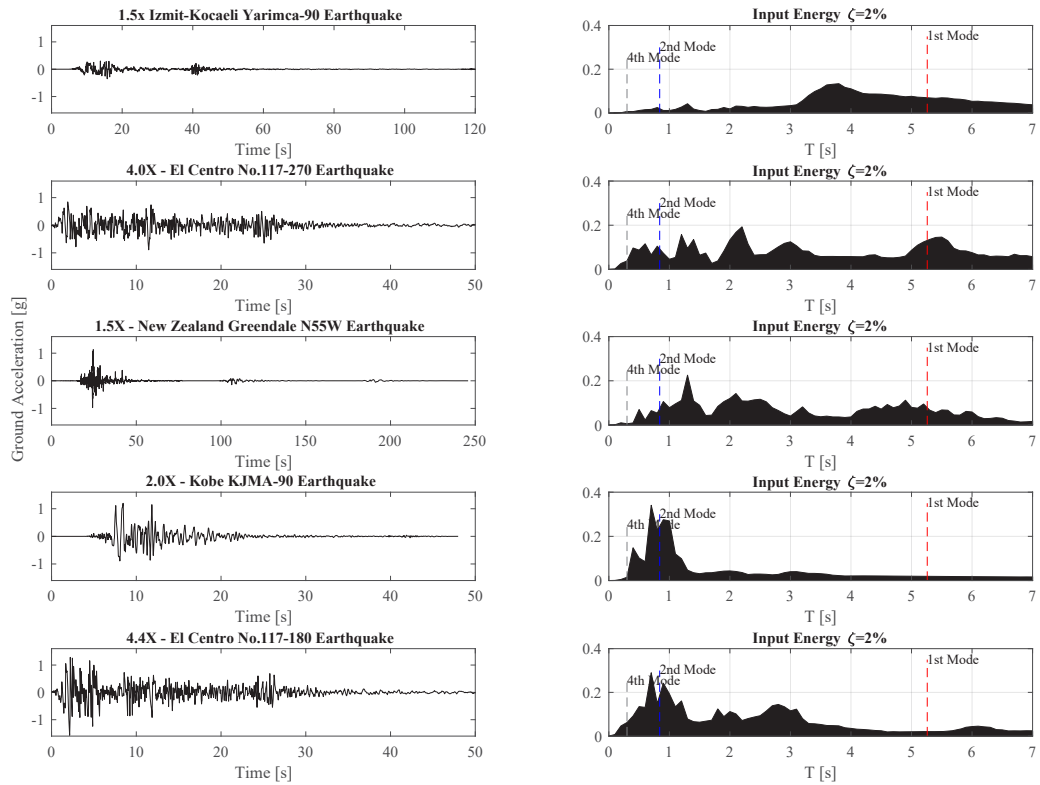 1.5x Izmit-Kocaeli Yarimca-90 Earthquake
1
0
-1
0 20 40 60 80 100 120
Time [s]
Input Energy ζ=2%
0.4
0.2
0
4th Mode
2nd Mode
1st Mode
0 1 2 3 4 5 6 7
T [s]
4.0X - El Centro No.117-270 Earthquake
1
0
-1
0 10 20 30 40 50
Time [s]
Input Energy ζ=2%
0.4
0.2
0
4th Mode
2nd Mode
1st Mode
0 1 2 3 4 5 6 7
T [s]
Ground Acceleration [g]
1.5X - New Zealand Greendale N55W Earthquake
1
0
-1
0 50 100 150 200 250
Time [s]
Input Energy ζ=2%
0.4
0.2
0
4th Mode
2nd Mode
1st Mode
0 1 2 3 4 5 6 7
T [s]
2.0X - Kobe KJMA-90 Earthquake
1
0
-1
0 10 20 30 40 50
Time [s]
Input Energy ζ=2%
0.4
0.2
0
4th
2nd Mode
1st Mode
0 1 2 3 4 5 6 7
T [s]
4.4X - El Centro No.117-180 Earthquake
1
0
-1
0 10 20 30 40 50
Time [s]
Input Energy ζ=2%
0.4
0.2
0
4th Mode
2nd Mode
1st Mode
0 1 2 3 4 5 6 7
T [s]